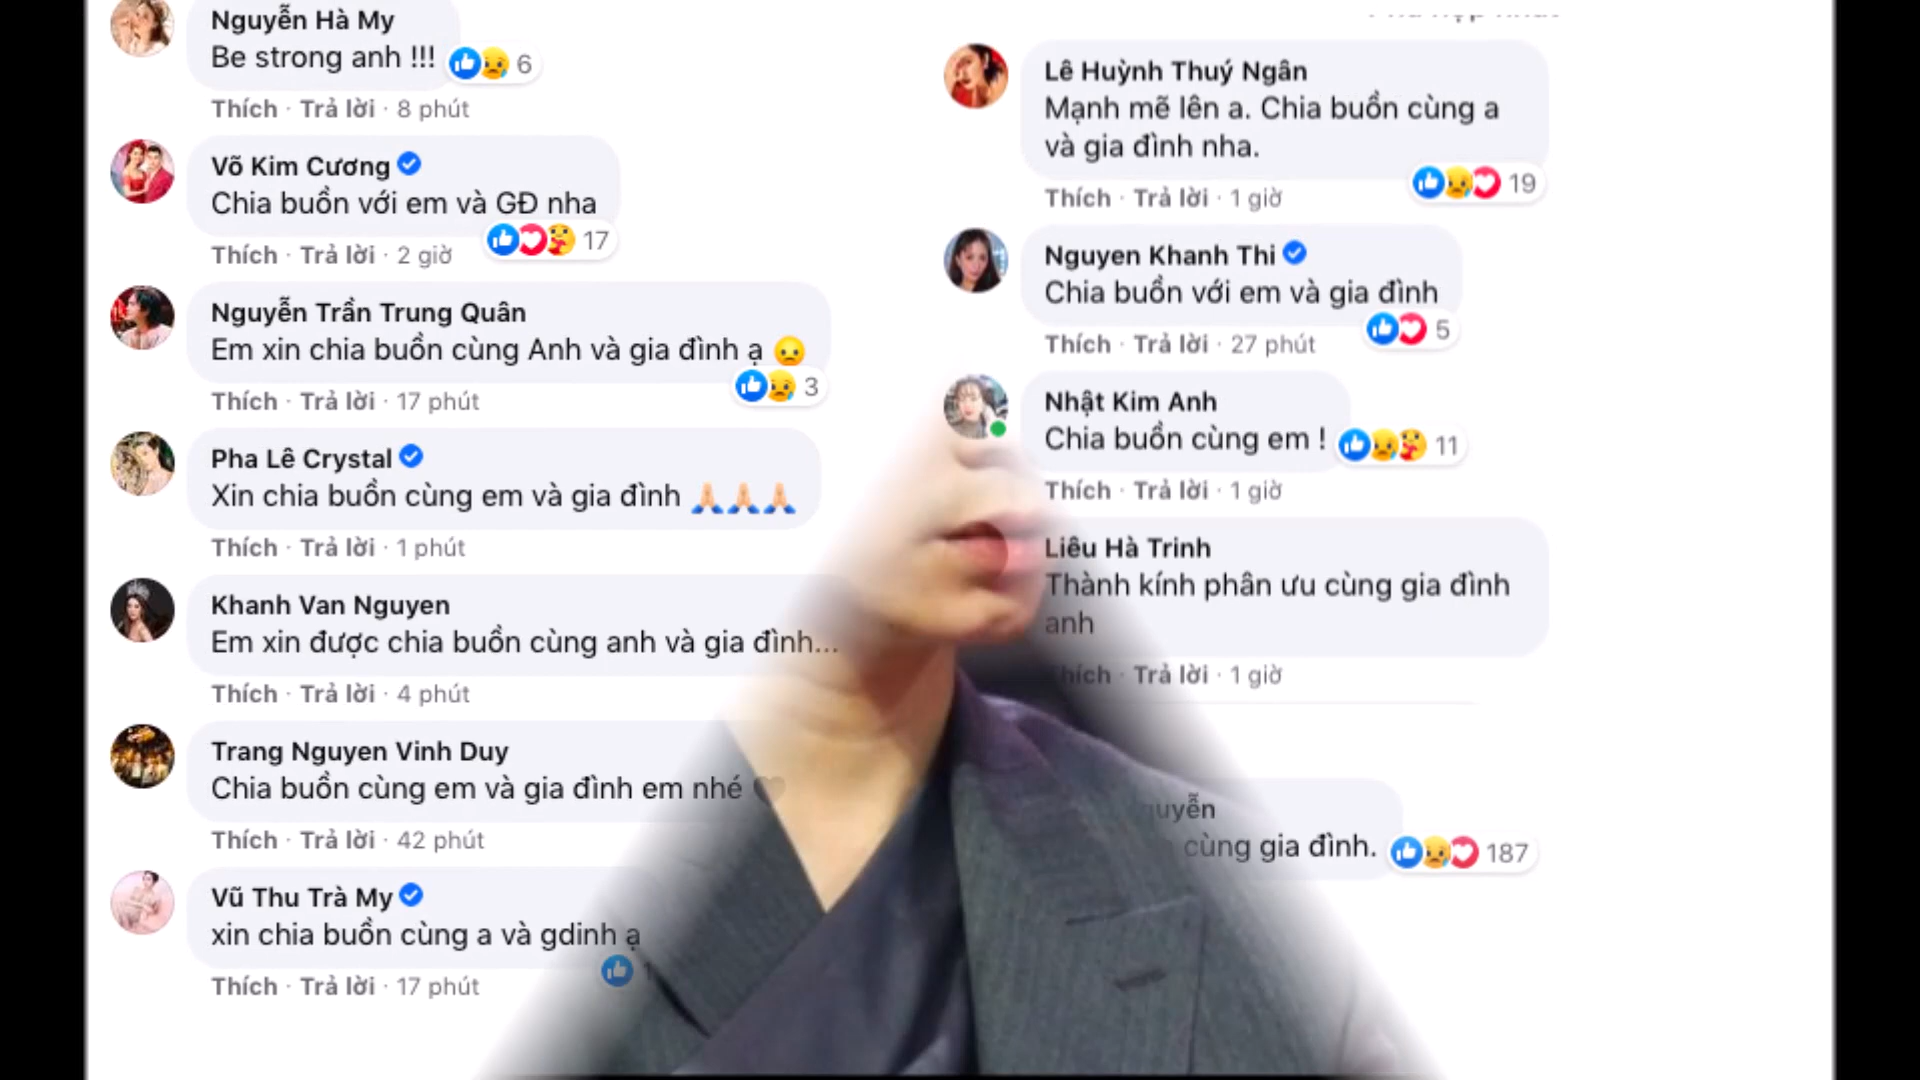 Nguyễn Hà My
Be strong anh !!!
6
Thích · Trả lời · 8 phút
Võ Kim Cương
Chia buồn với em và GĐ nha
17
Thích · Trả lời · 2 giờ
Nguyễn Trần Trung Quân
Em xin chia buồn cùng Anh và gia đình ạ
3
Thích · Trả lời · 17 phút
Pha Lê Crystal
Xin chia buồn cùng em và gia đình
Thích · Trả lời · 1 phút
Khanh Van Nguyen
Em xin được chia buồn cùng anh và gia đình...
Thích · Trả lời · 4 phút
Trang Nguyen Vinh Duy
Chia buồn cùng em và gia đình em nhé
Thích · Trả lời · 42 phút
Vũ Thu Trà My
xin chia buồn cùng a và gdinh ạ
Thích · Trả lời · 17 phút
Lê Huỳnh Thuý Ngân
Mạnh mẽ lên a. Chia buồn cùng a
và gia đình nha.
19
Thích · Trả lời · 1 giờ
Nguyen Khanh Thi
Chia buồn với em và gia đình
5
Thích · Trả lời · 27 phút
Nhật Kim Anh
Chia buồn cùng em !
11
Thích · Trả lời · 1 giờ
Liêu Hà Trinh
Thành kính phân ưu cùng gia đình
anh
Thích · Trả lời · 1 giờ
cùng gia đình.
187